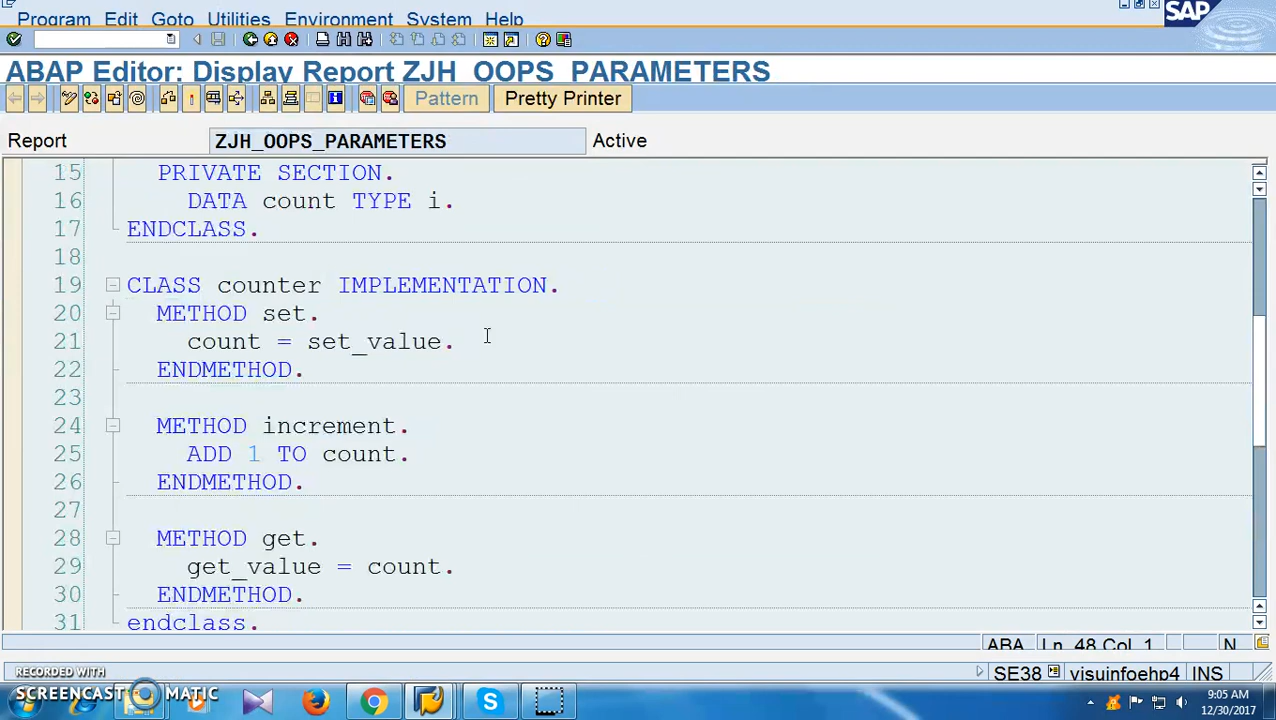 Program Edit Goto Utilities Environment System Help
SAP
ABAP Editor: Display Report ZJH_OOPS_PARAMETERS
Pattern Pretty Printer
Report ZJH_OOPS_PARAMETERS Active
15 PRIVATE SECTION.
16 DATA count TYPE i.
17 ENDCLASS.
18
19 CLASS counter IMPLEMENTATION.
20 METHOD set.
21 count = set_value.
22 ENDMETHOD.
23
24 METHOD increment.
25 ADD 1 TO count.
26 ENDMETHOD.
27
28 METHOD get.
29 get_value = count.
30 ENDMETHOD.
31 endclass.
ABA Ln. 48 Col. 1 N
RECORDED WITH
SE38 visuinfoehp4 INS
SCREENCAST MATIC
9:05 AM
12/30/2017